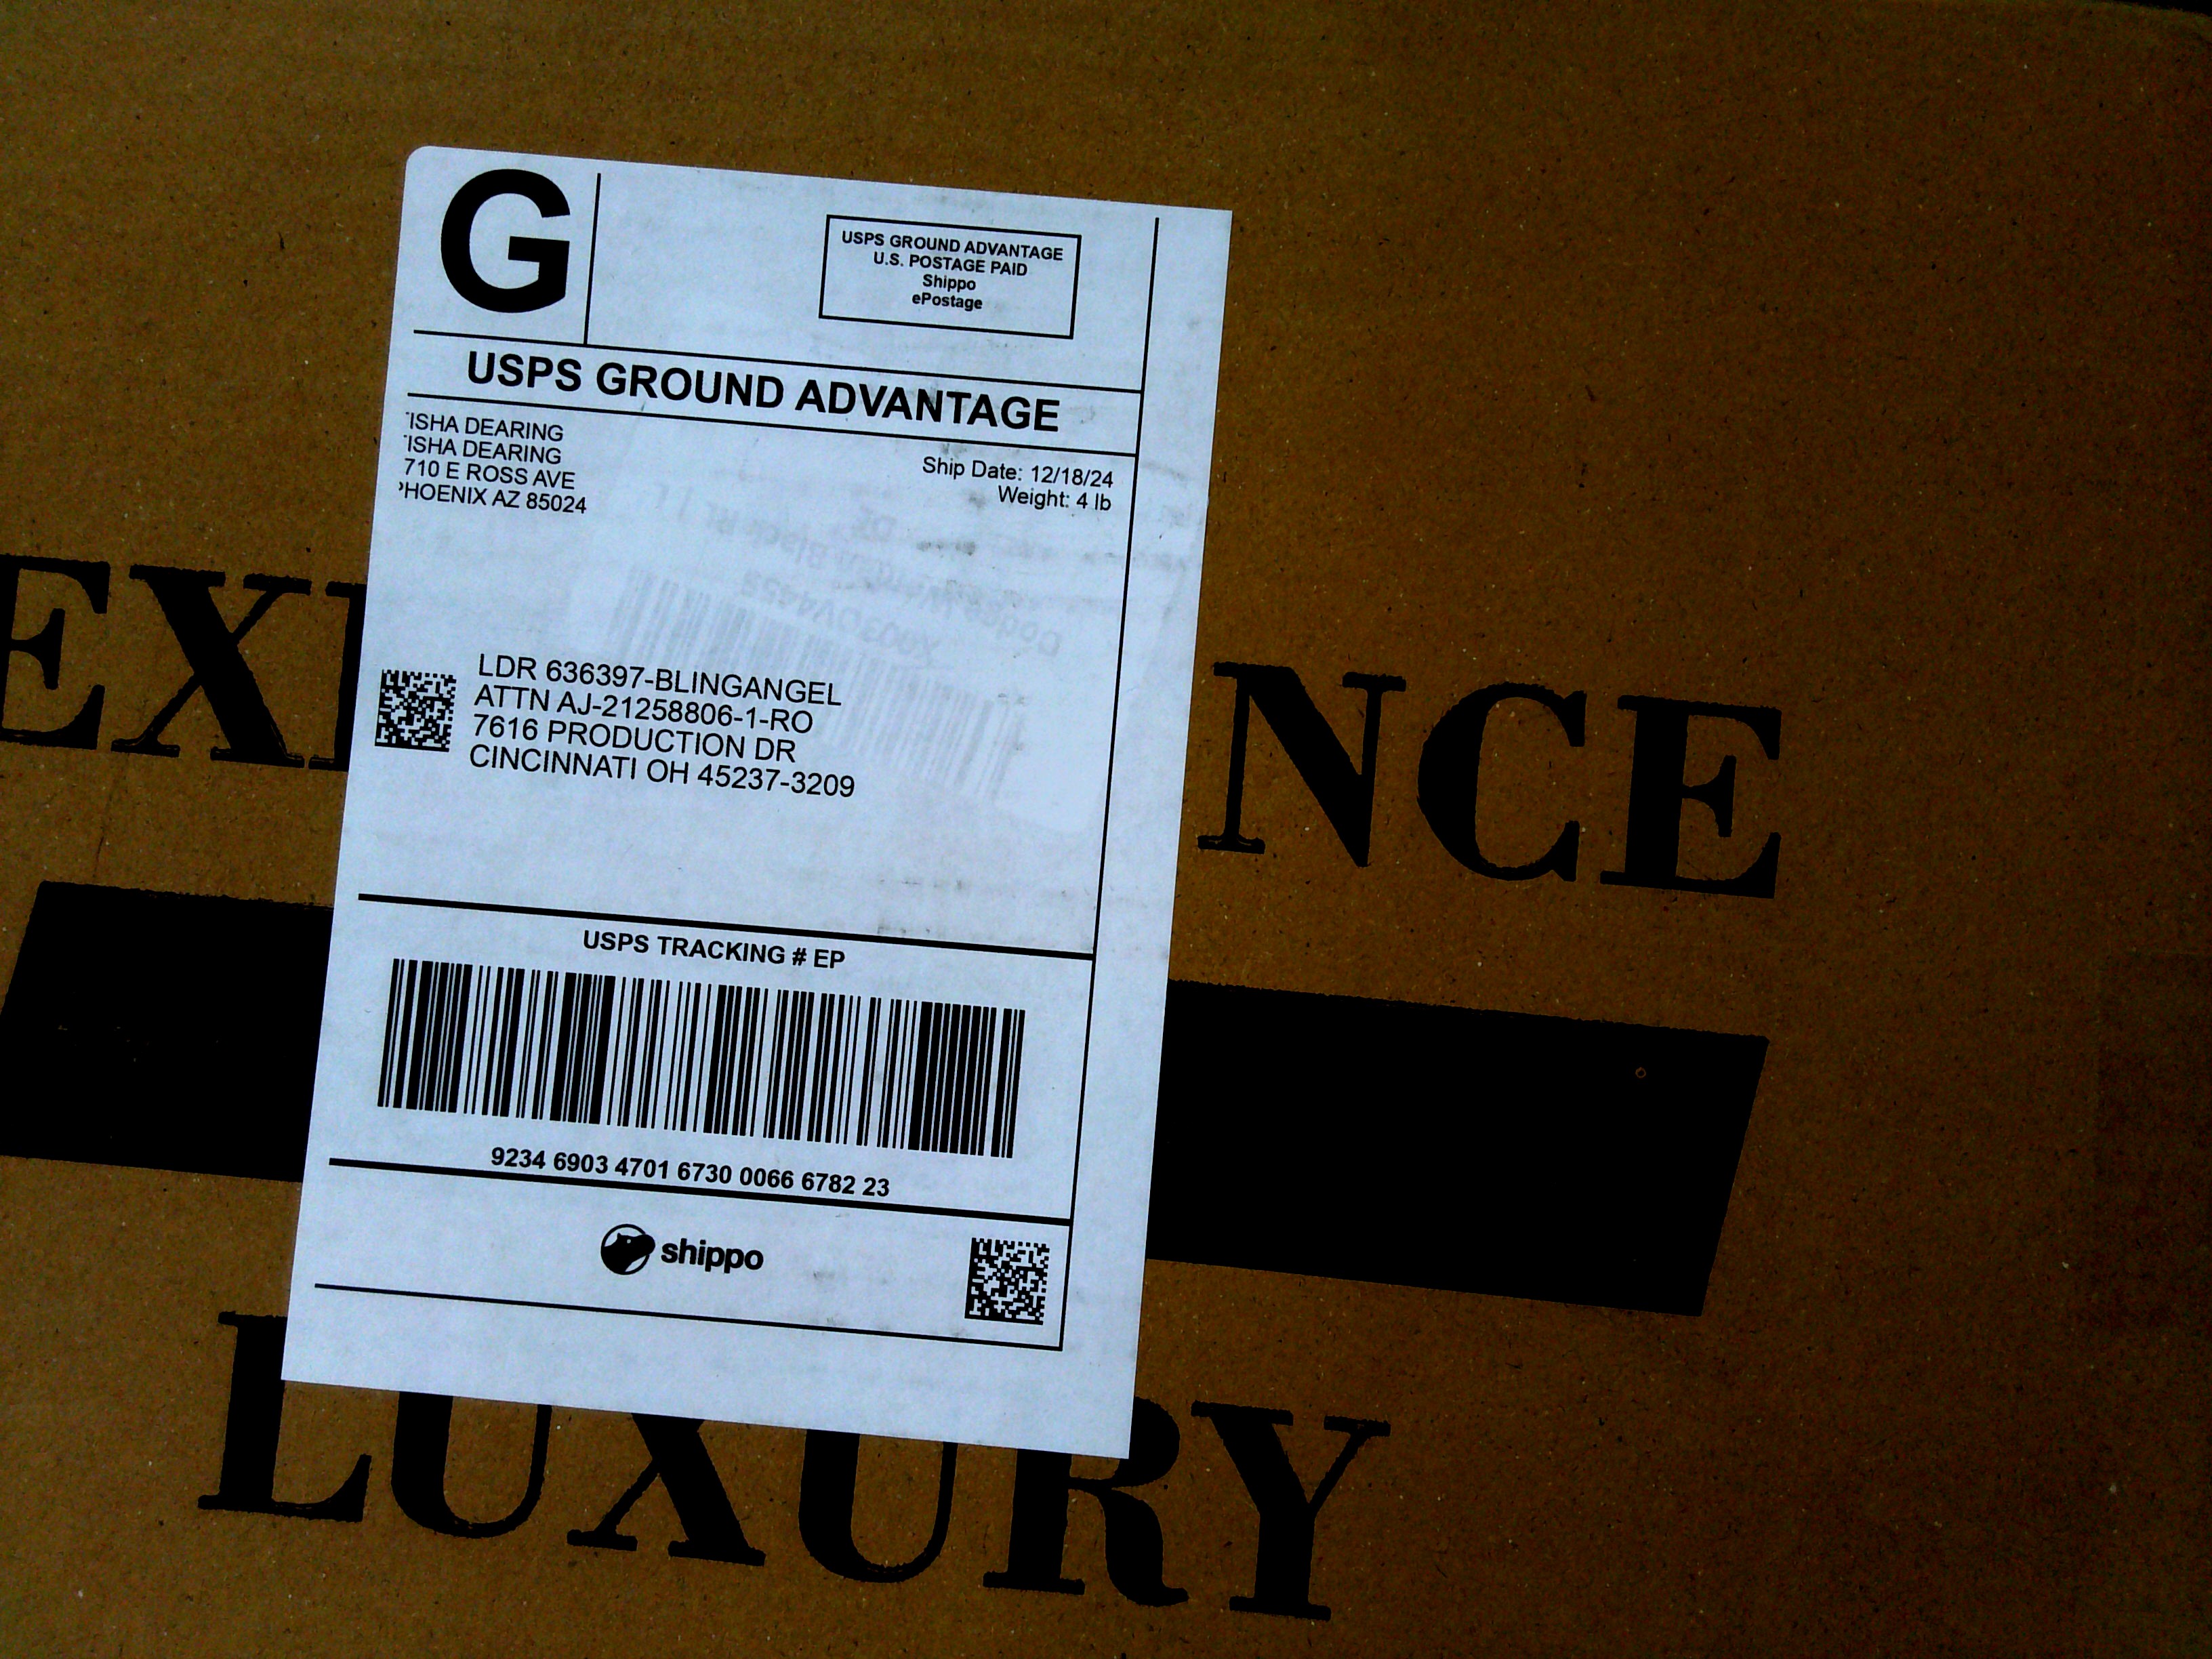 G
USPS GROUND ADVANTAGE
U.S. POSTAGE PAID
Shippo
ePostage
USPS GROUND ADVANTAGE
ISHA DEARING
ISHA DEARING
710 E ROSS AVE
HOENIX AZ 85024
Ship Date: 12/18/24
Weight: 4 lb
LDR 636397-BLINGANGEL
ATTN AJ-21258806-1-RO
7616 PRODUCTION DR
CINCINNATI OH 45237-3209
USPS TRACKING # EP
9234 6903 4701 6730 0066 6782 23
shippo
EX NCE
LUXURY